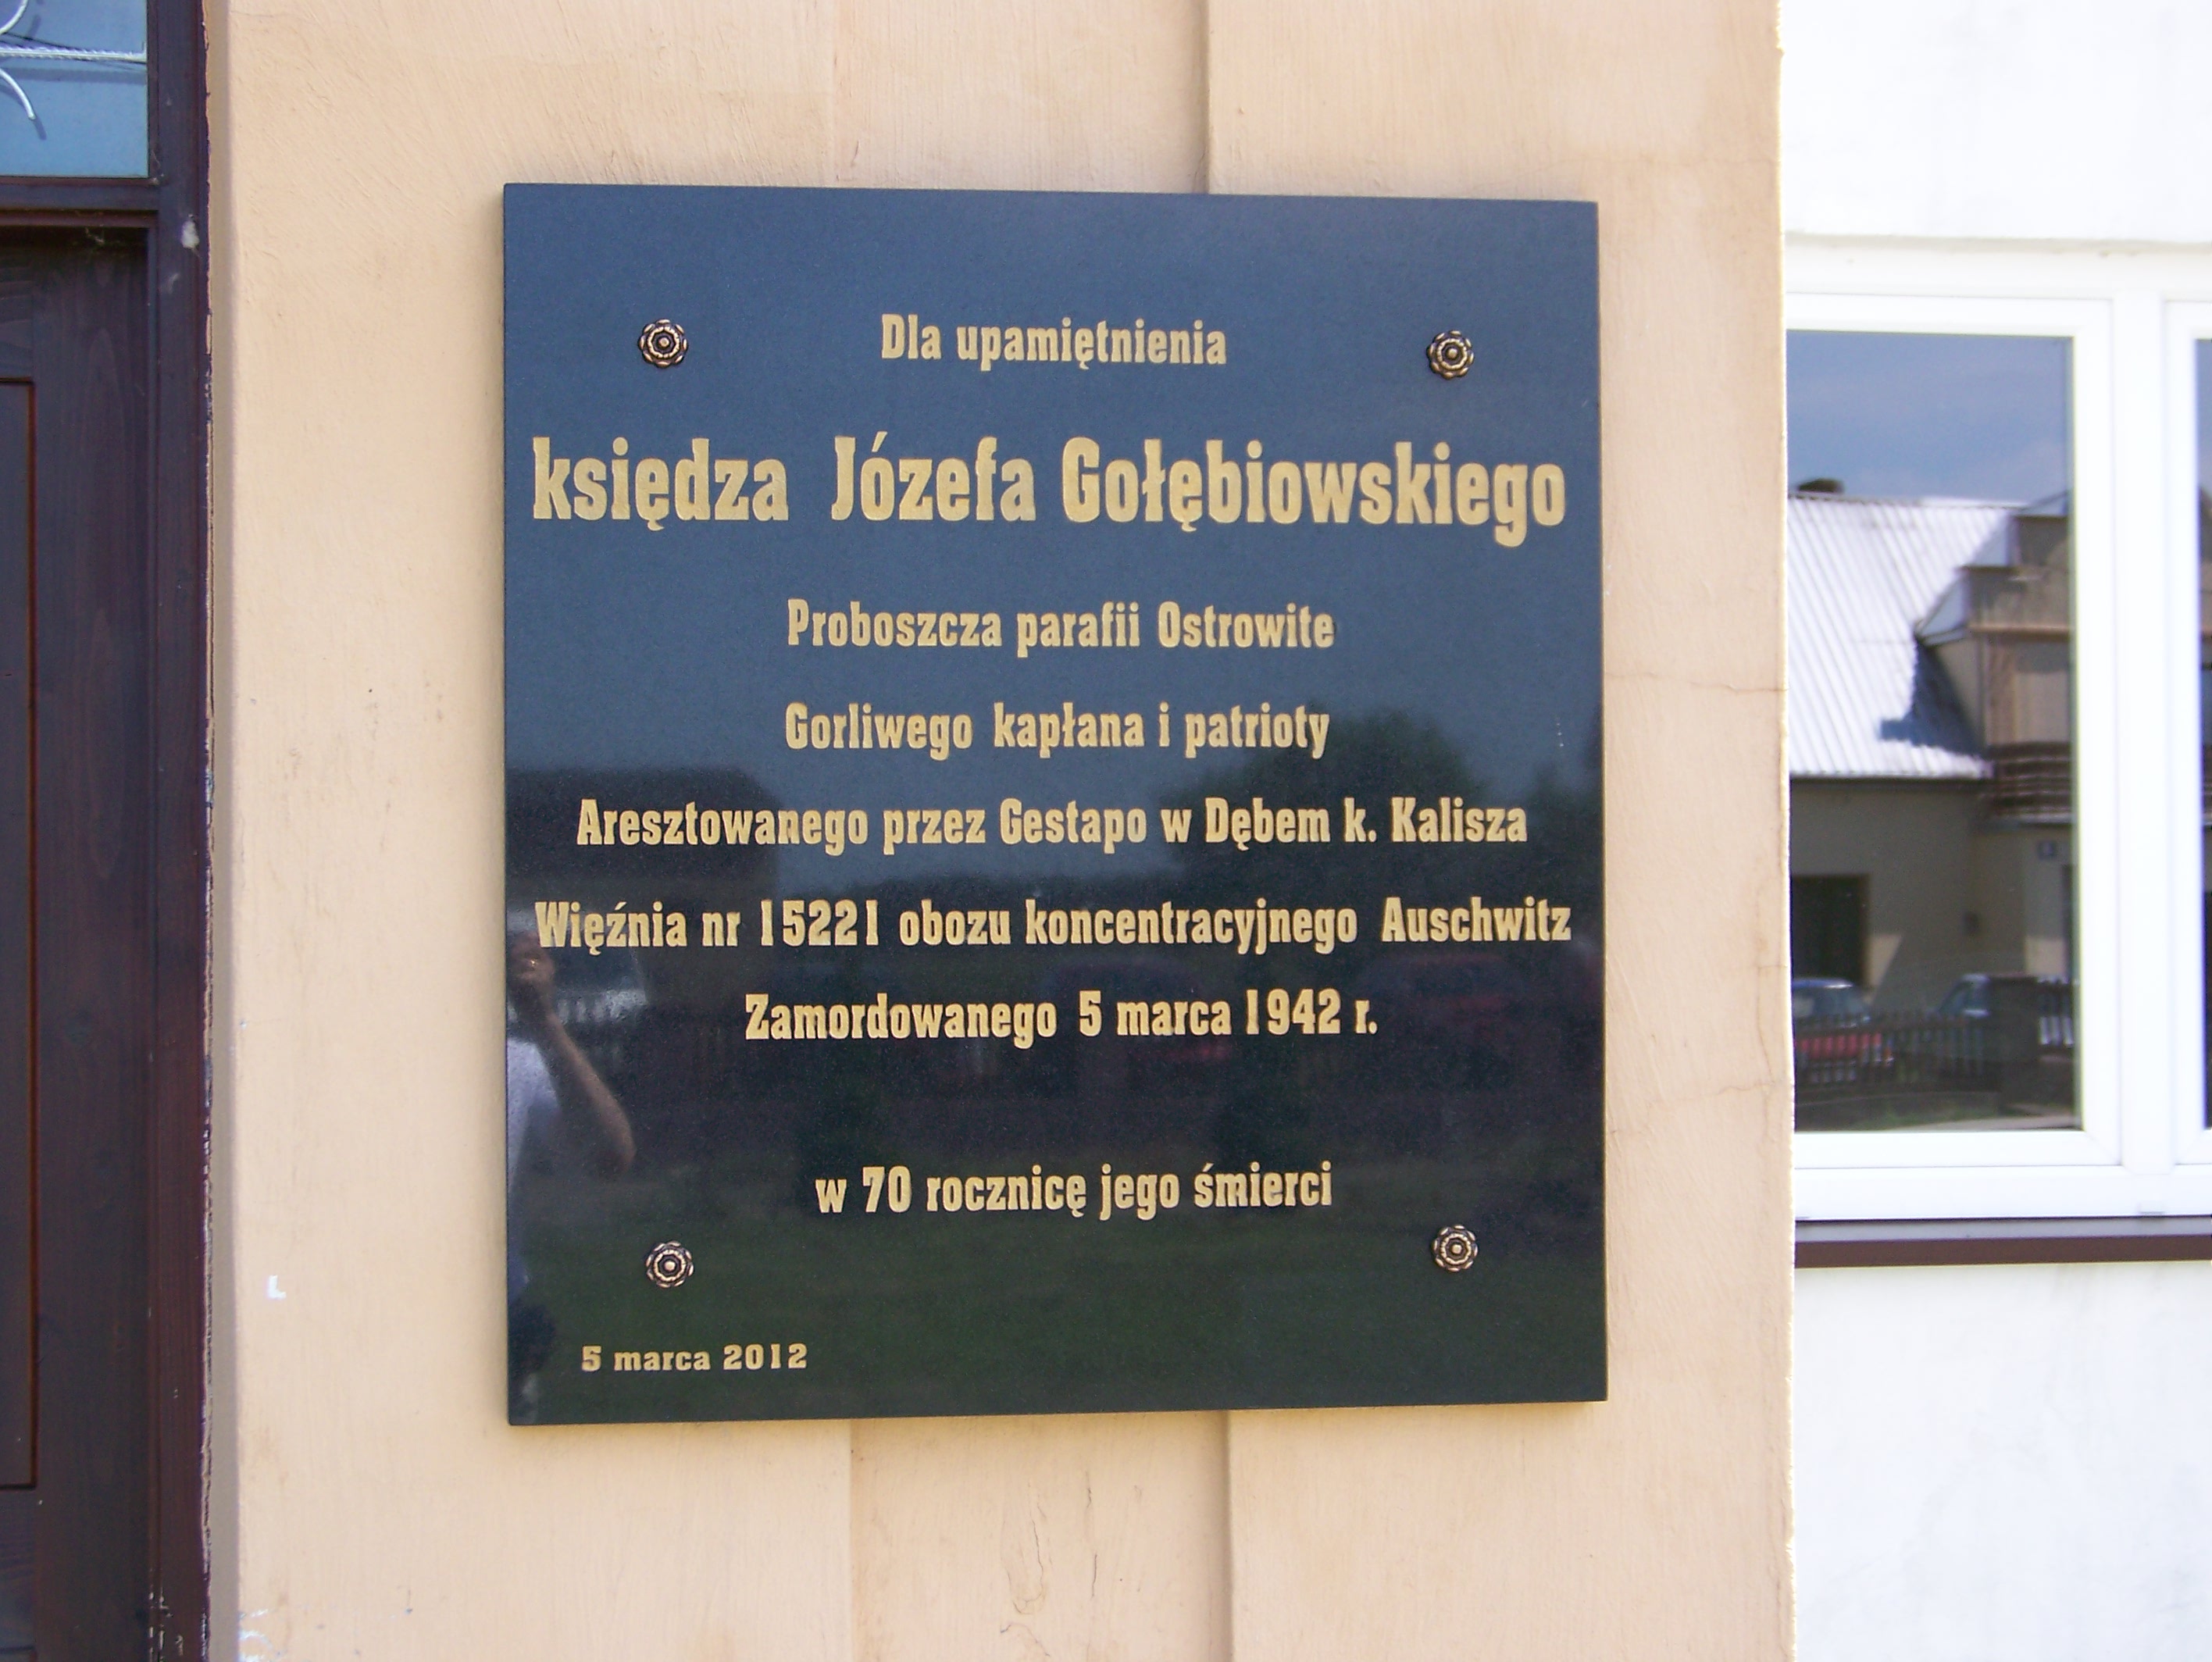 Dla upamiętnienia
księdza Józefa Gołębiowskiego
Proboszcza parafii Ostrowite
Gorliwego kapłana i patrioty
Aresztowanego przez Gestapo w Dębem k. Kalisza
Więźnia nr 15221 obozu koncentracyjnego Auschwitz
Zamordowanego 5 marca 1942 r.
w 70 rocznicę jego śmierci
5 marca 2012